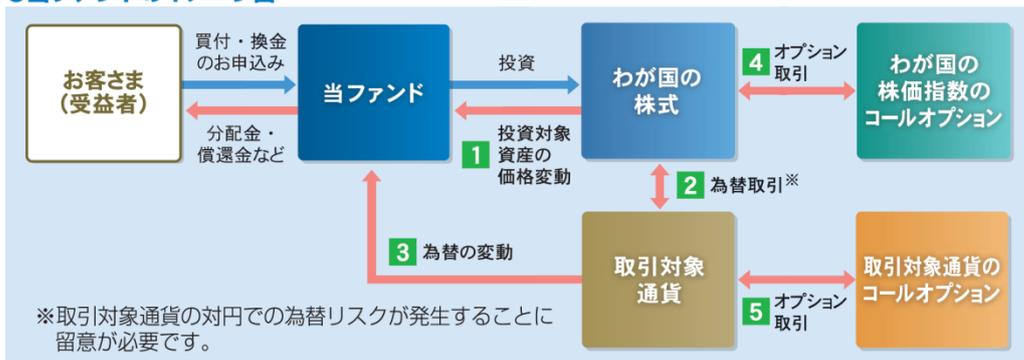 お客さま
(受益者)
買付・換金
のお申込み
分配金・
償還金など
当ファンド
投資
1 投資対象
資産の
価格変動
わが国の
株式
4 オプション
取引
わが国の
株価指数の
コールオプション
2 為替取引※
3 為替の変動
取引対象
通貨
5 オプション
取引
取引対象通貨の
コールオプション
※取引対象通貨の対円での為替リスクが発生することに
留意が必要です。